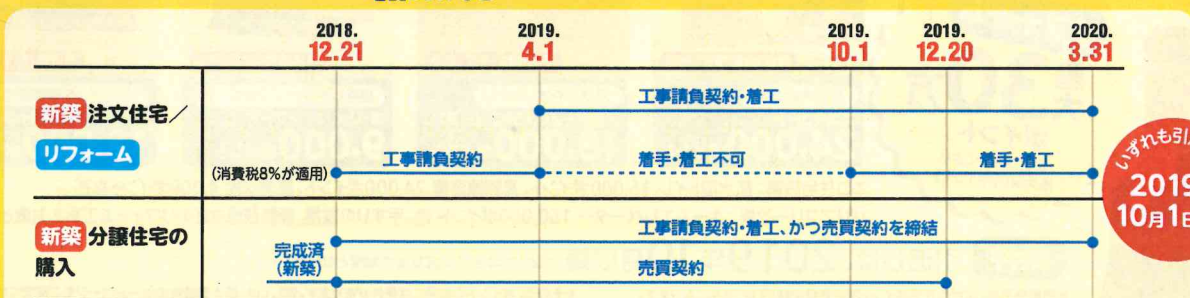 2018.
12.21
2019.
4.1
2019.
10.1
2019.
12.20
2020.
3.31
新築 注文住宅／
リフォーム
工事請負契約・着工
(消費税8%が適用)
工事請負契約
着手・着工不可
着手・着工
いずれも引
2019
10月1日
新築 分譲住宅の
購入
工事請負契約・着工、かつ売買契約を締結
完成済
(新築)
売買契約